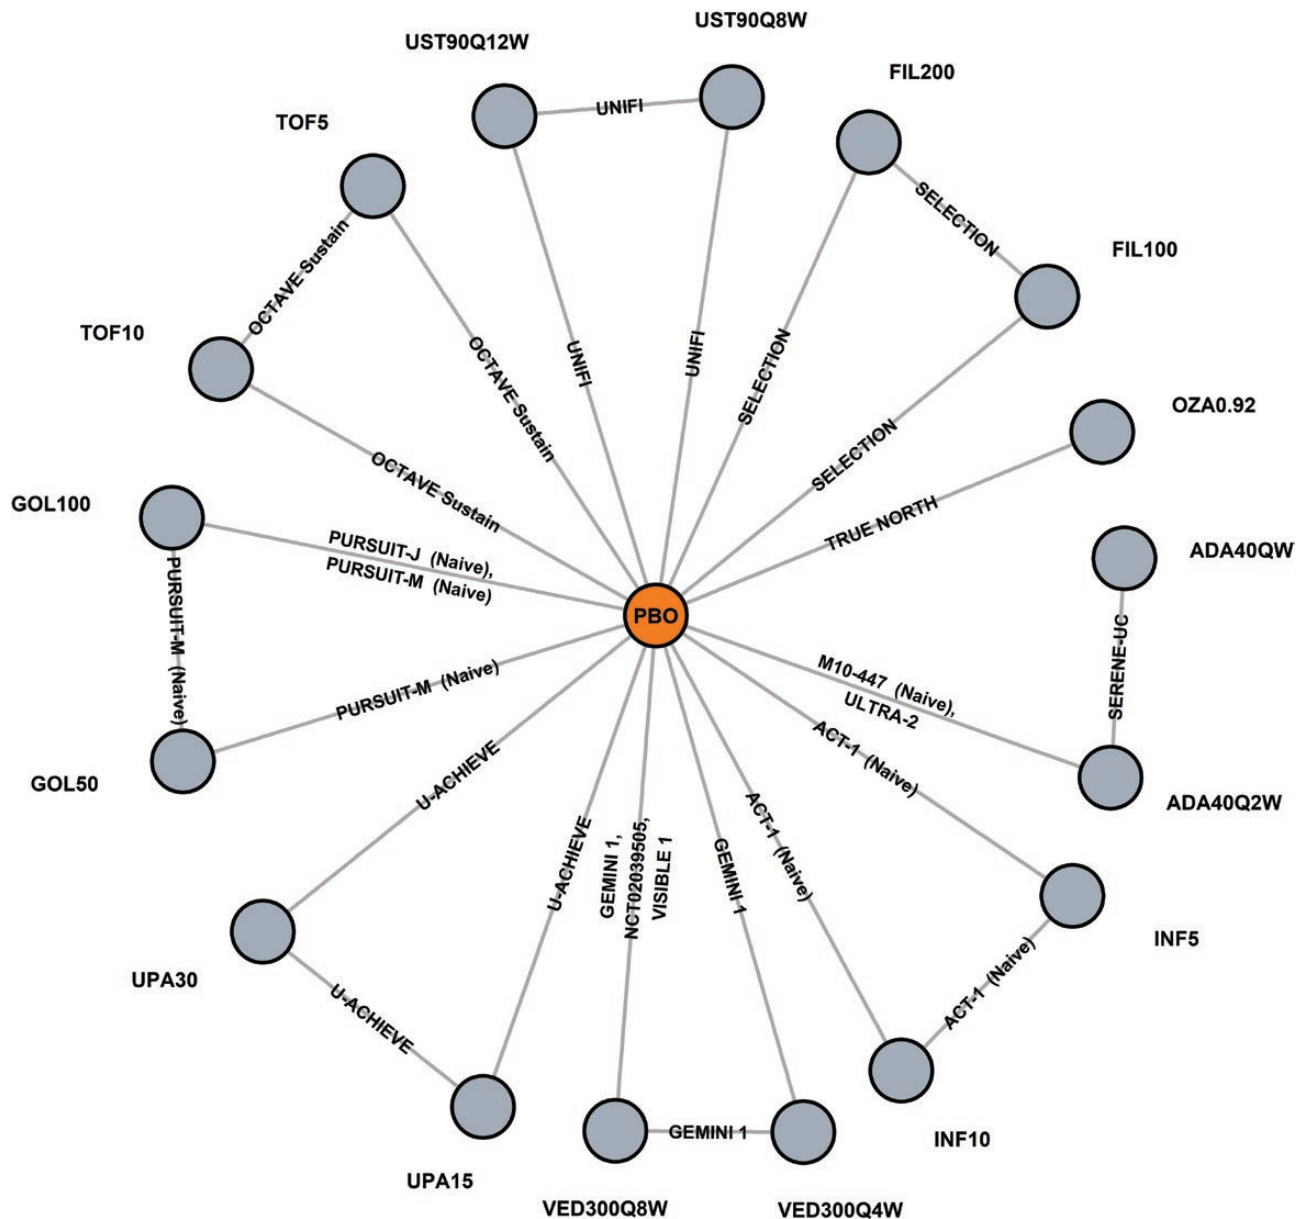 UST90Q8W
UST90Q12W
FIL200
UNIFI
TOF5
SELECTION
FIL100
OCTAVE Sustain
TOF10
UNIFI
UNIFI
SELECTION
OCTAVE Sustain
OZA0.92
SELECTION
OCTAVE Sustain
GOL100
TRUE NORTH
PURSUIT-J (Naive),
PURSUIT-M (Naive)
ADA40QW
PBO
PURSUIT-M (Naive)
SERENE-UC
PURSUIT-M (Naive)
M10-447 (Naive),
ULTRA-2
ACT-1 (Naive)
GOL50
U-ACHIEVE
ADA40Q2W
ACT-1 (Naive)
U-ACHIEVE
GEMINI 1,
NCT02039505,
VISIBLE 1
GEMINI 1
INF5
UPA30
ACT-1 (Naive)
U-ACHIEVE
GEMINI 1
INF10
UPA15
VED300Q8W
VED300Q4W